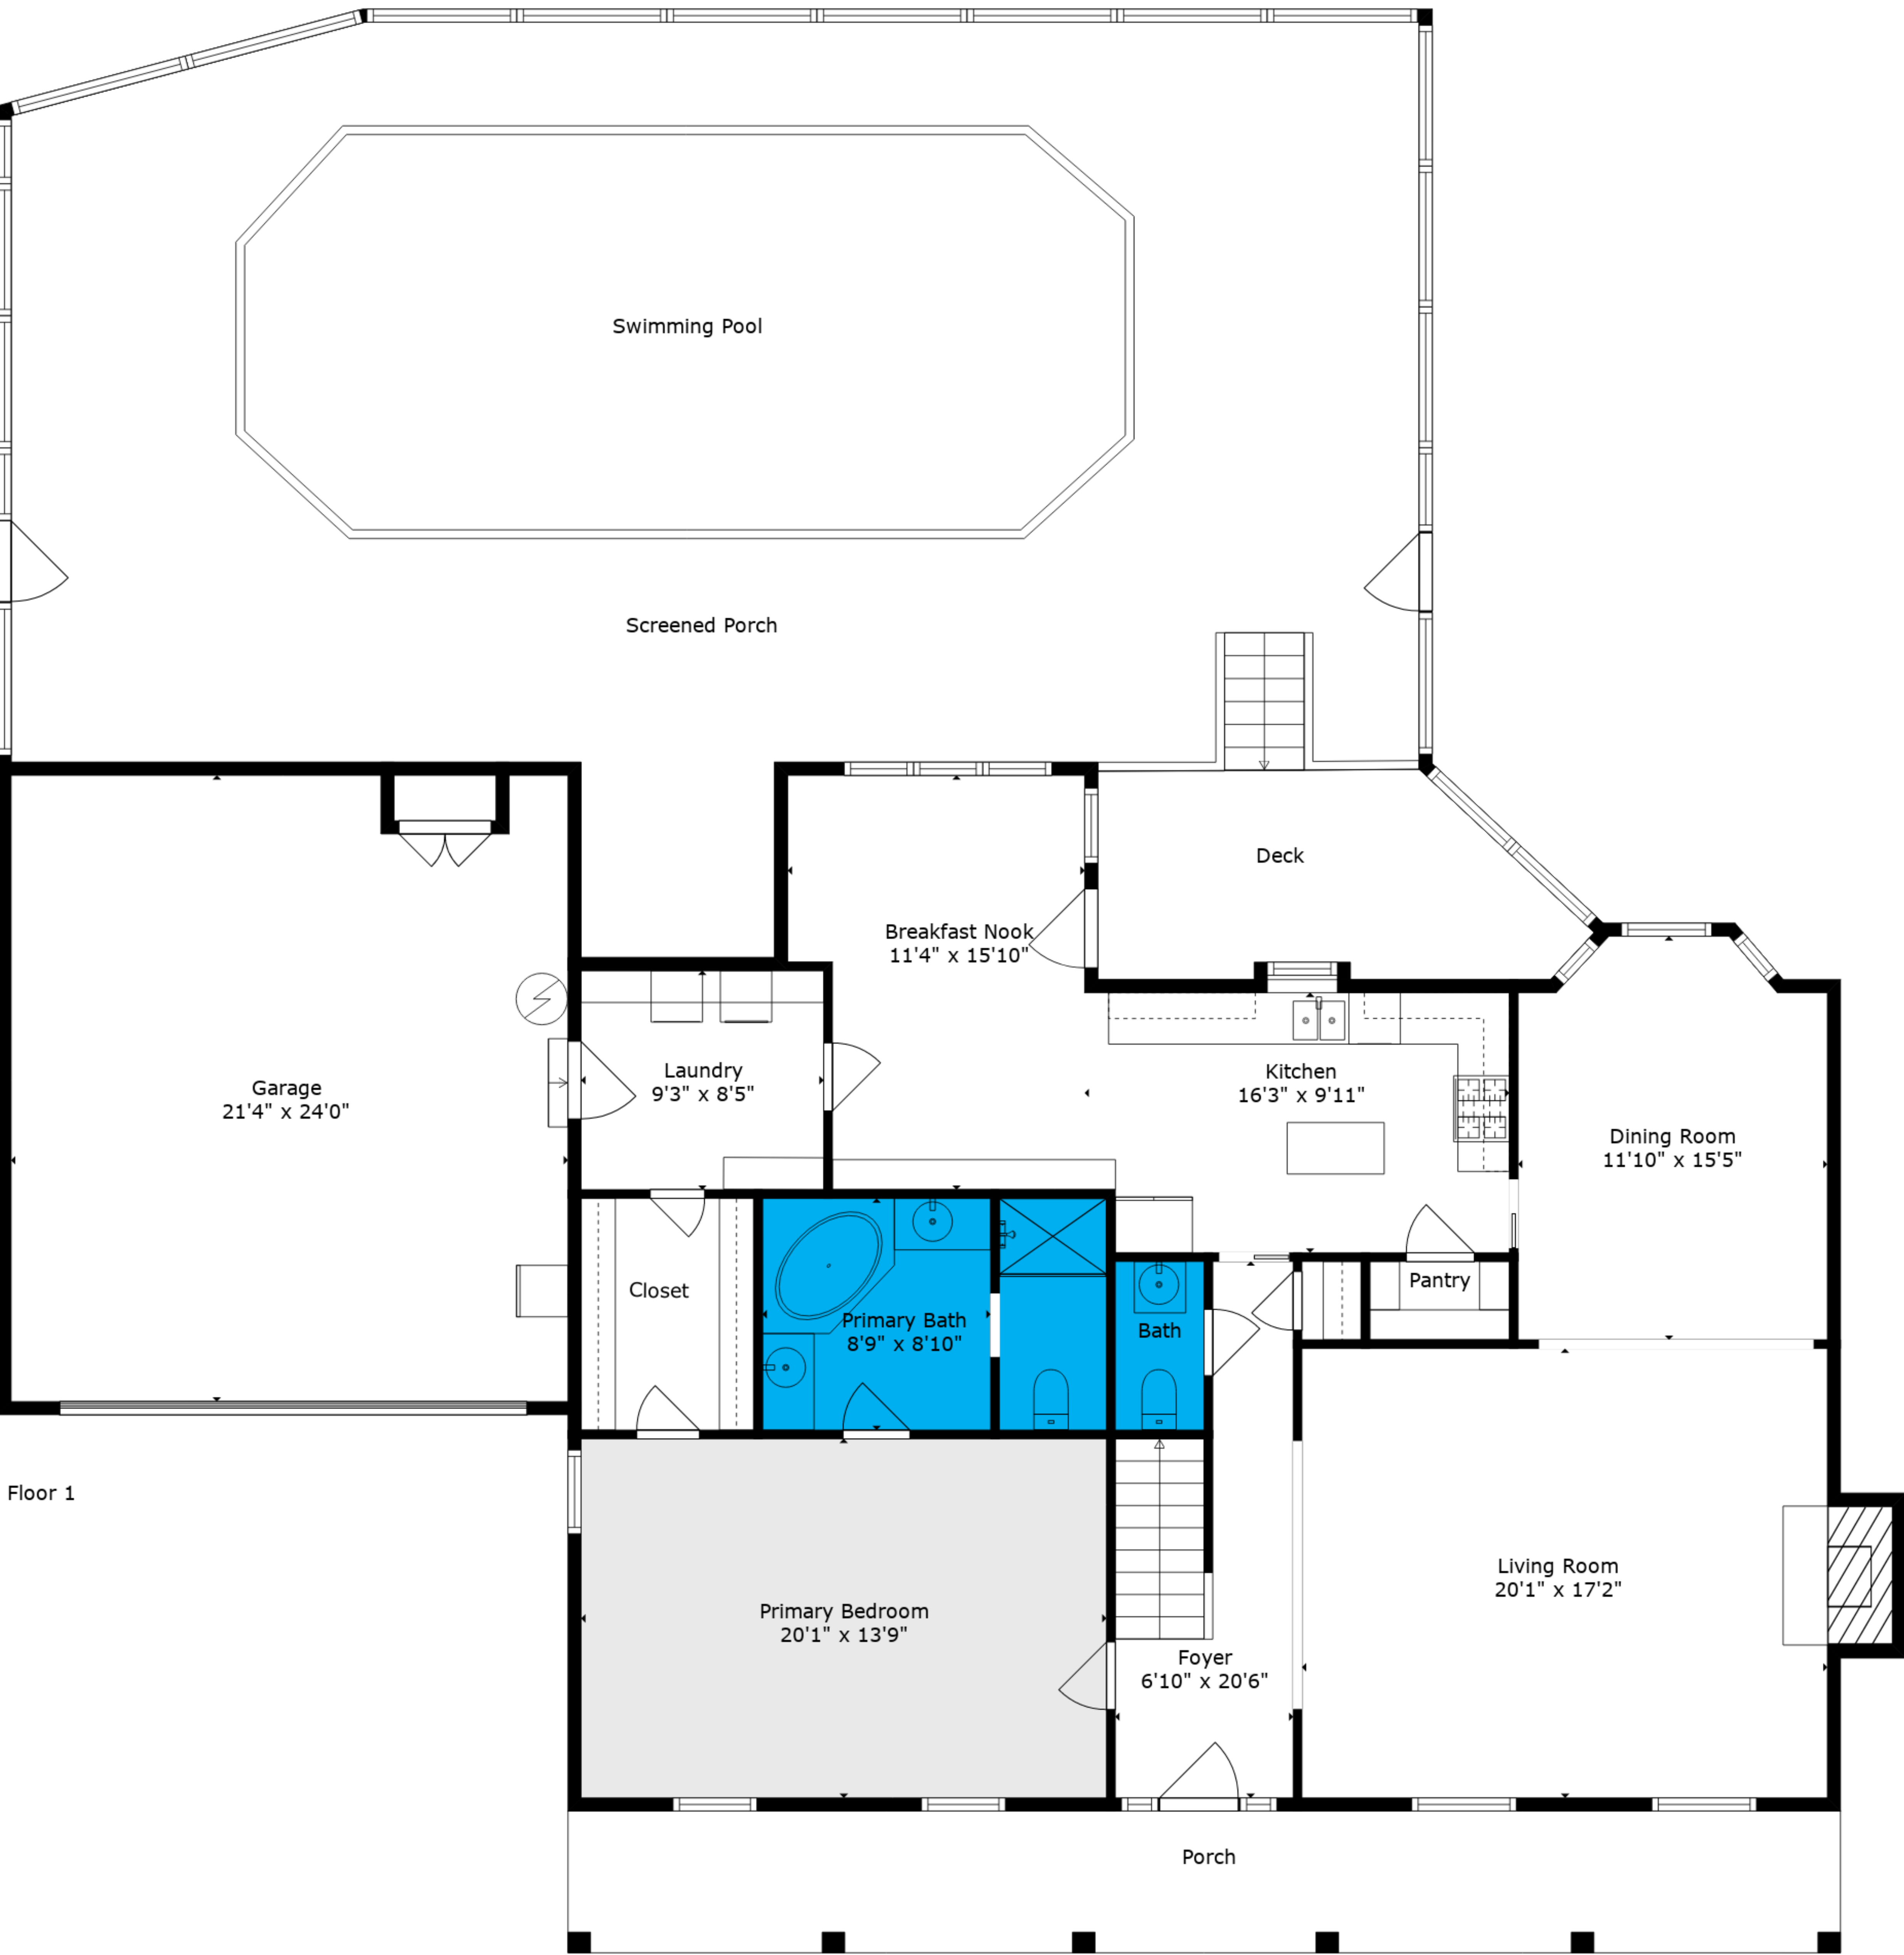 Swimming Pool
Screened Porch
Deck
Breakfast Nook
11'4" x 15'10"
Garage
21'4" x 24'0"
Laundry
9'3" x 8'5"
Kitchen
16'3" x 9'11"
Dining Room
11'10" x 15'5"
Closet
Primary Bath
8'9" x 8'10"
Bath
Pantry
Floor 1
Primary Bedroom
20'1" x 13'9"
Living Room
20'1" x 17'2"
Foyer
6'10" x 20'6"
Porch